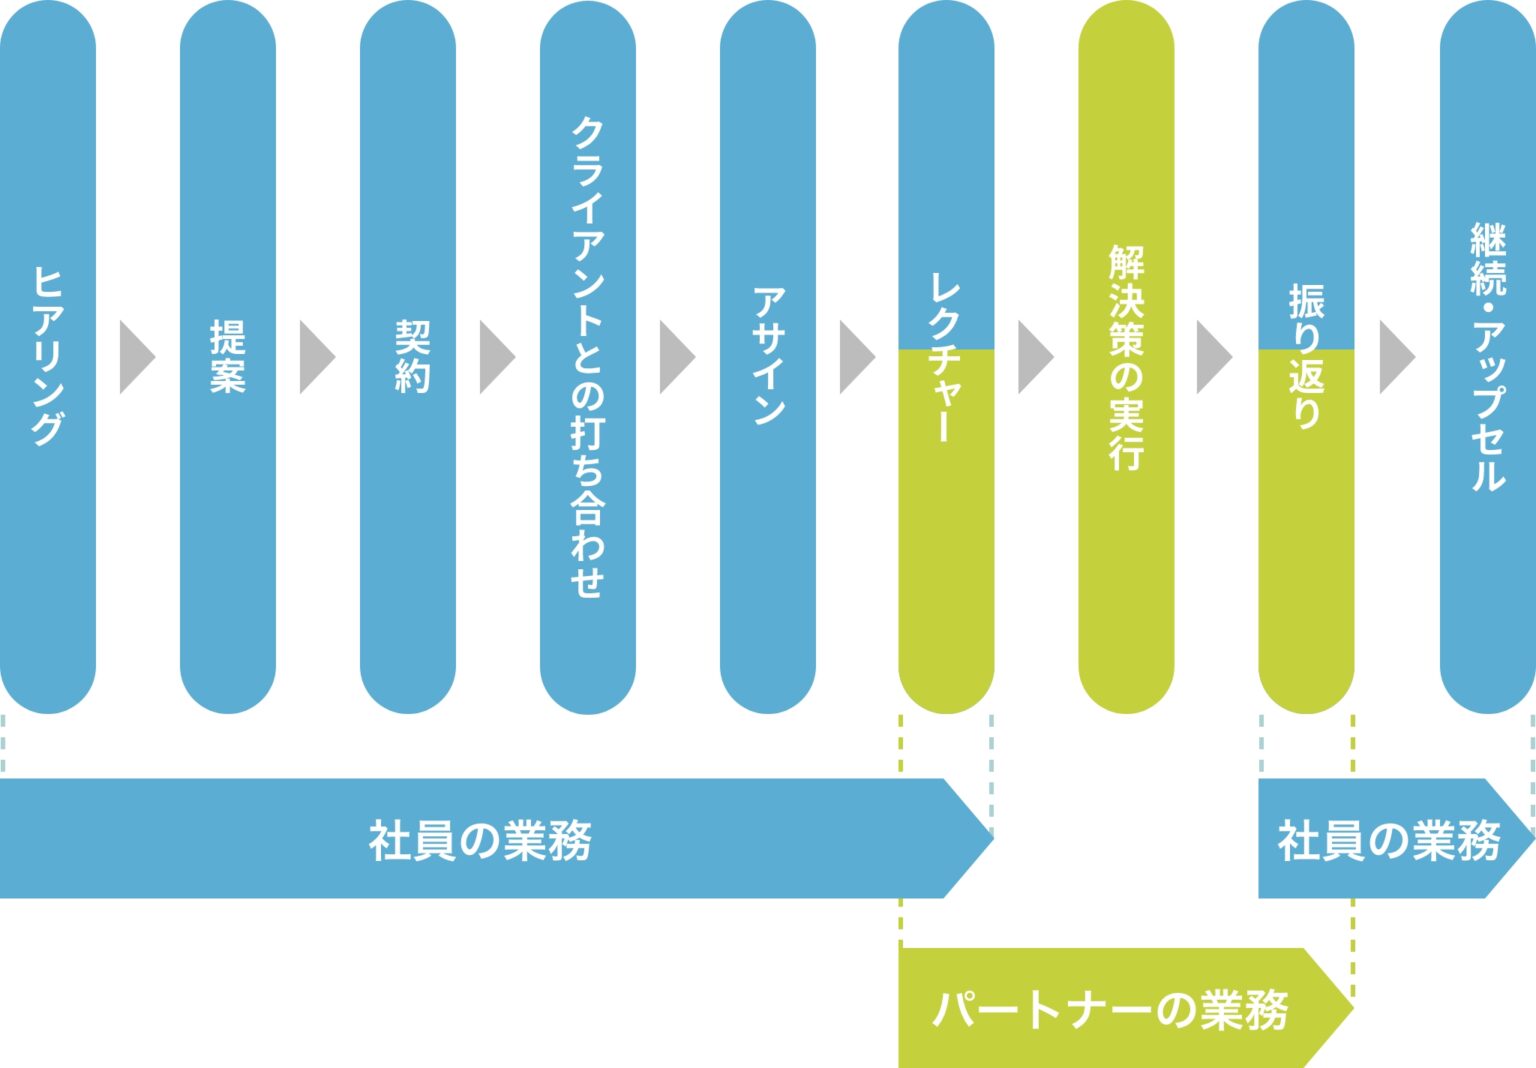 ヒアリング
提案
契約
クライアントとの打ち合わせ
アサイン
レクチャー
解決策の実行
振り返り
継続・アップセル
社員の業務
社員の業務
パートナーの業務